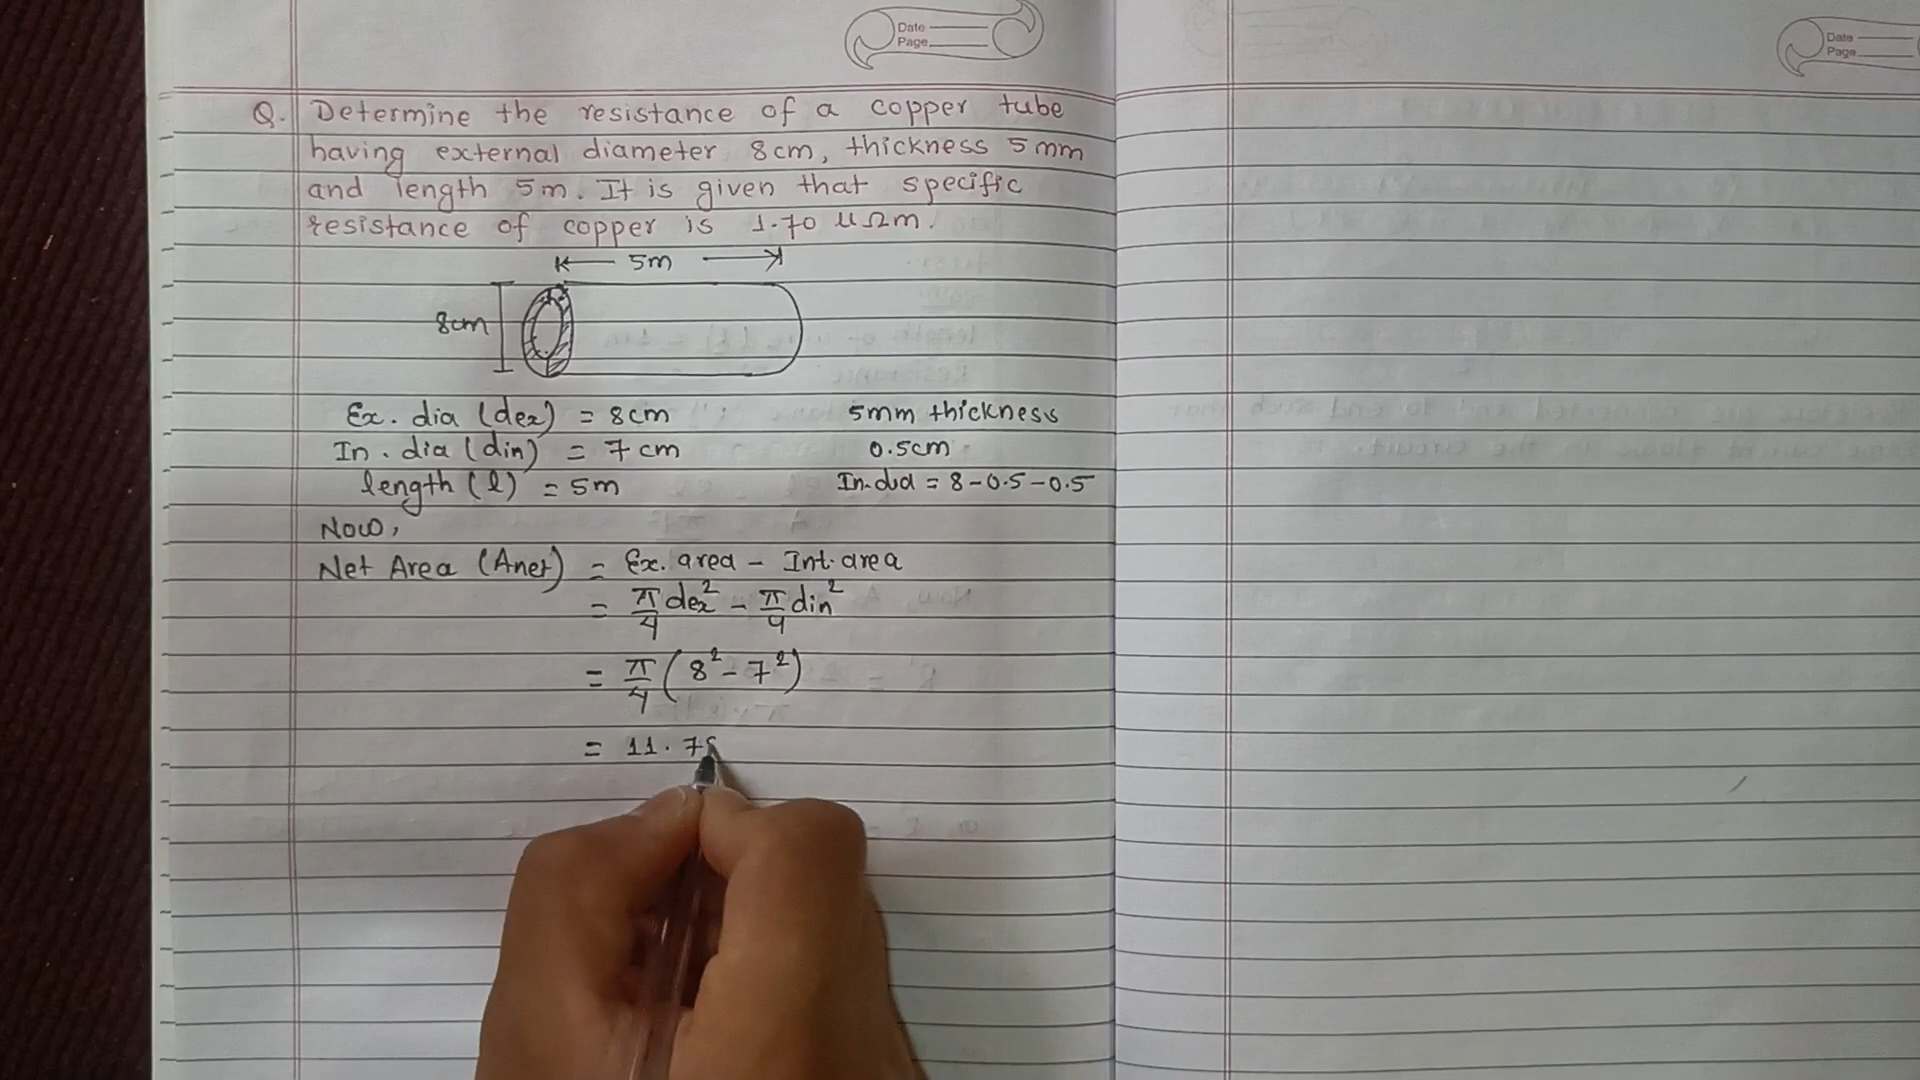 Date
Page
Date
Page
Q. Determine the resistance of a copper tube
having external diameter 8cm, thickness 5mm
and length 5m. It is given that specific
resistance of copper is 1.70 μΩm.
5m
8cm
Ex. dia (dex) = 8cm 5mm thickness
In. dia (din) = 7cm 0.5cm
length (l) = 5m In.dia = 8-0.5-0.5
Now,
Net Area (Anet) = Ex. area - Int. area
= π/4 dex² - π/4 din²
= π/4 (8² - 7²)
= 11.7